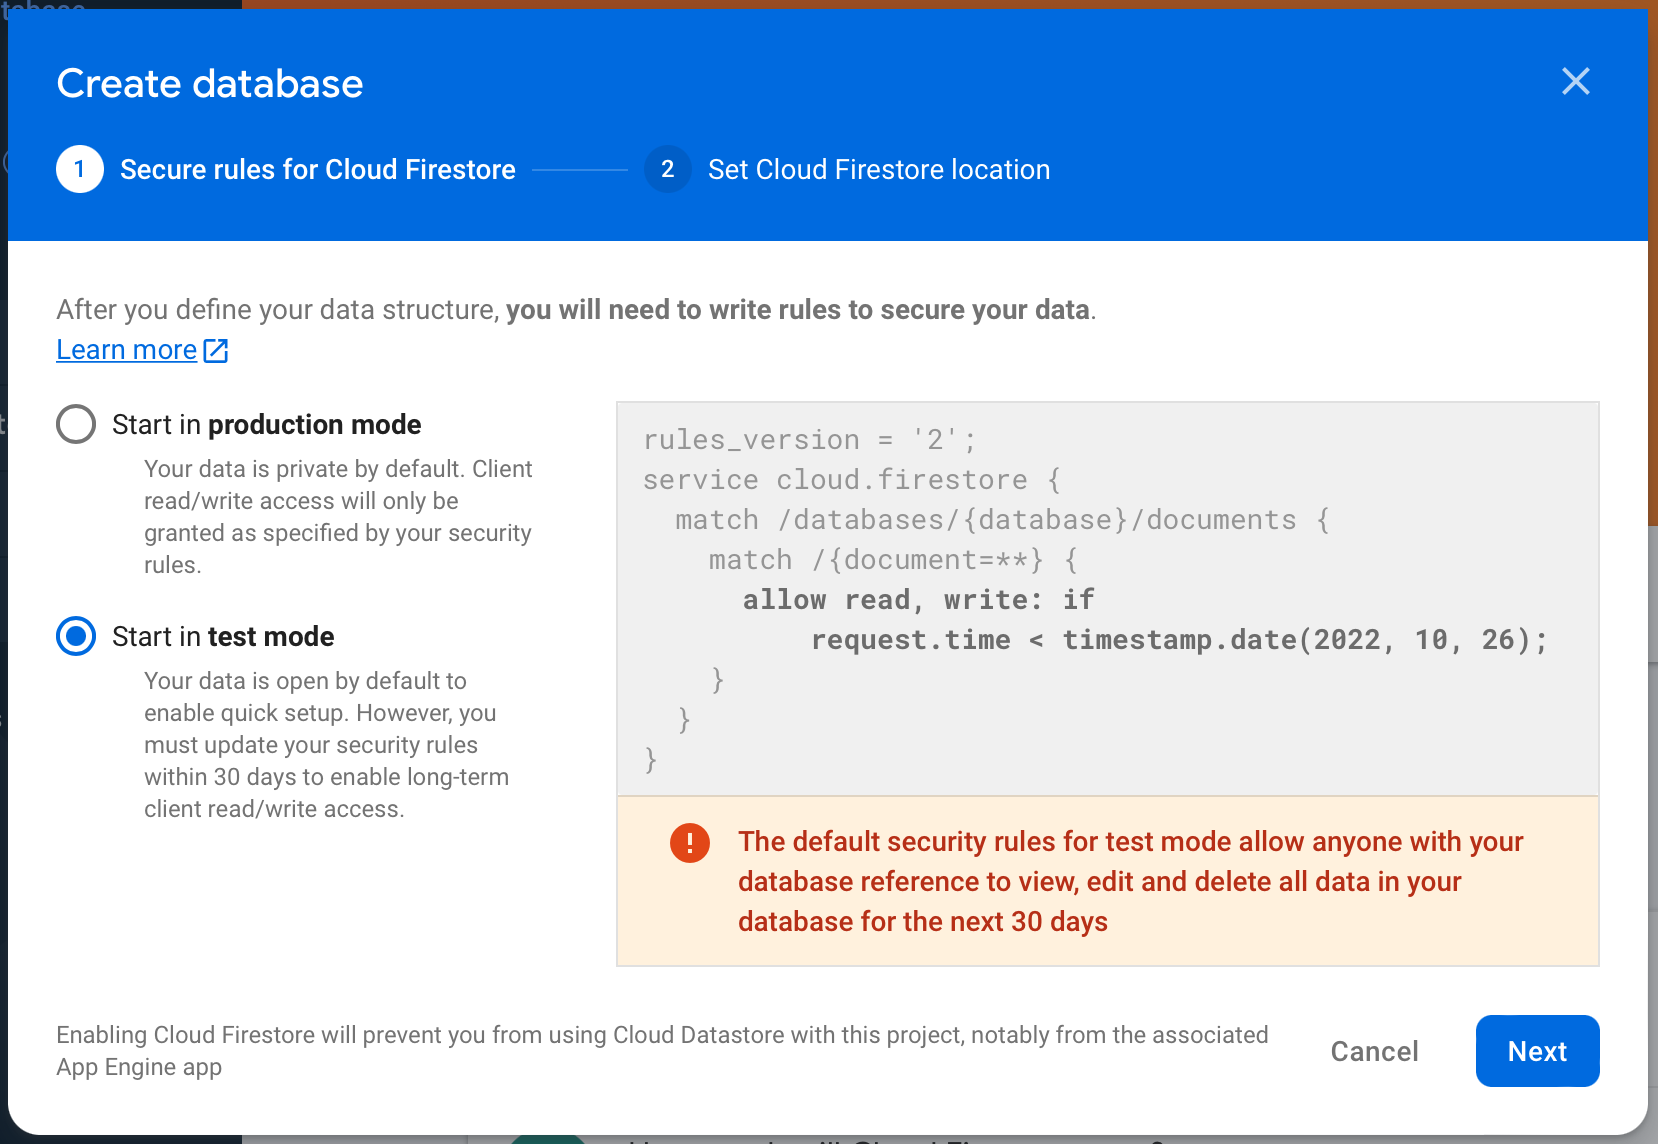 Create database
1 Secure rules for Cloud Firestore 2 Set Cloud Firestore location
After you define your data structure, you will need to write rules to secure your data.
Learn more
Start in production mode
Your data is private by default. Client
read/write access will only be
granted as specified by your security
rules.
Start in test mode
Your data is open by default to
enable quick setup. However, you
must update your security rules
within 30 days to enable long-term
client read/write access.
rules_version = '2';
service cloud.firestore {
  match /databases/{database}/documents {
    match /{document=**} {
      allow read, write: if
          request.time < timestamp.date(2022, 10, 26);
    }
  }
}
! The default security rules for test mode allow anyone with your
database reference to view, edit and delete all data in your
database for the next 30 days
Enabling Cloud Firestore will prevent you from using Cloud Datastore with this project, notably from the associated
App Engine app
Cancel
Next